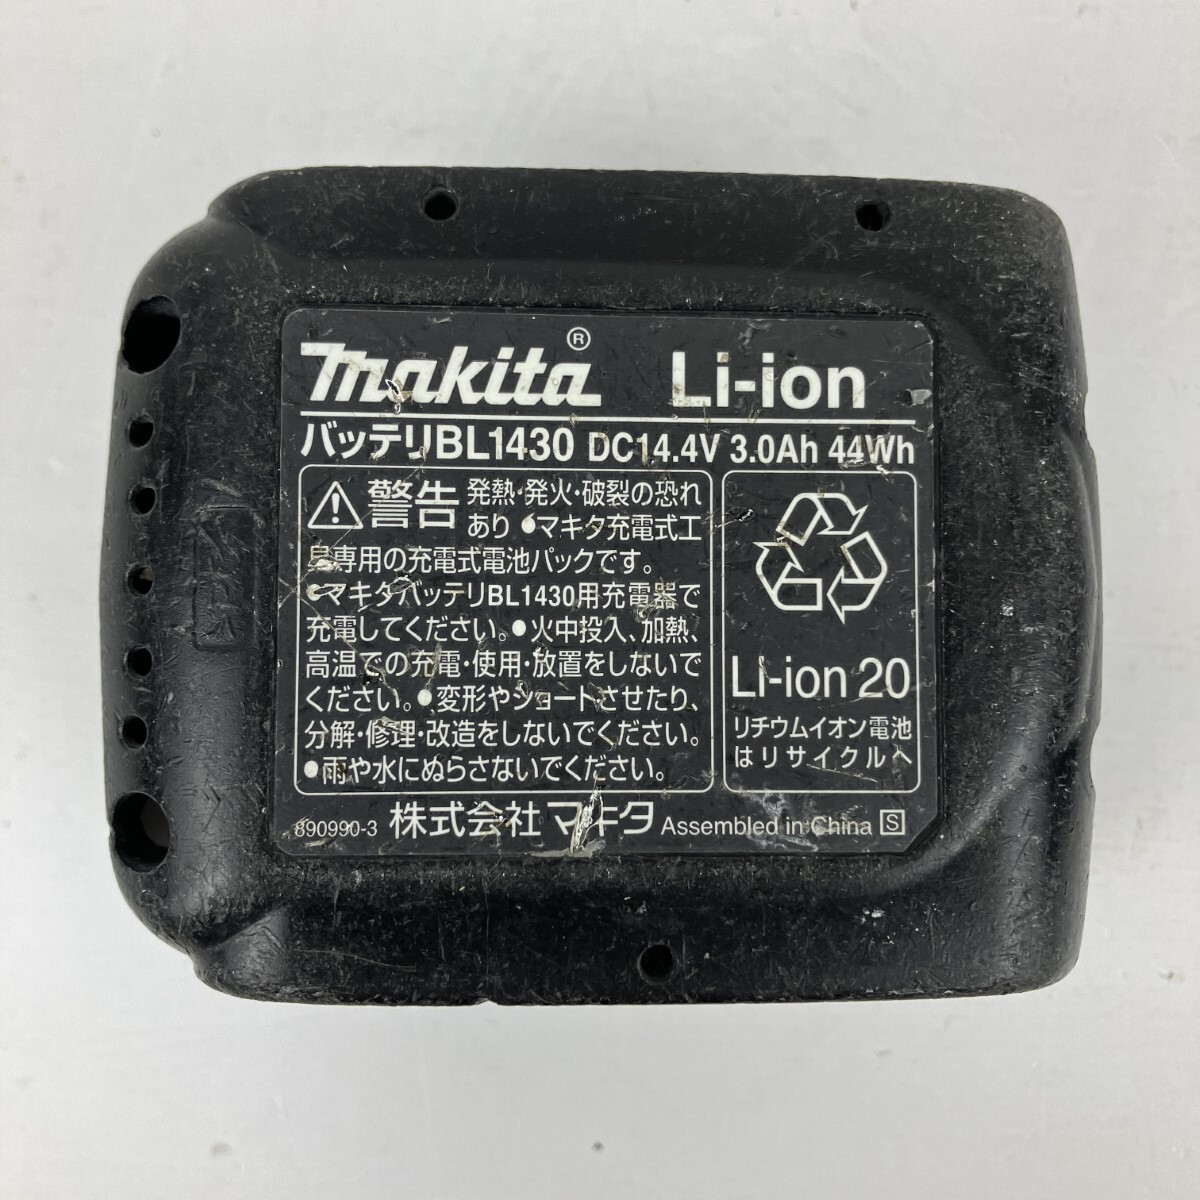 makita® Li-ion
バッテリBL1430 DC14.4V 3.0Ah 44Wh
警告 発熱・発火・破裂の恐れ
あり ●マキタ充電式工
具専用の充電式電池パックです。
●マキタバッテリBL1430用充電器で
充電してください。●火中投入、加熱、
高温での充電・使用・放置をしないで
ください。●変形やショートさせたり、
分解・修理・改造をしないでください。
●雨や水にぬらさないでください。
Li-ion 20
リチウムイオン電池
はリサイクルへ
890990-3 株式会社マキタ Assembled in China S